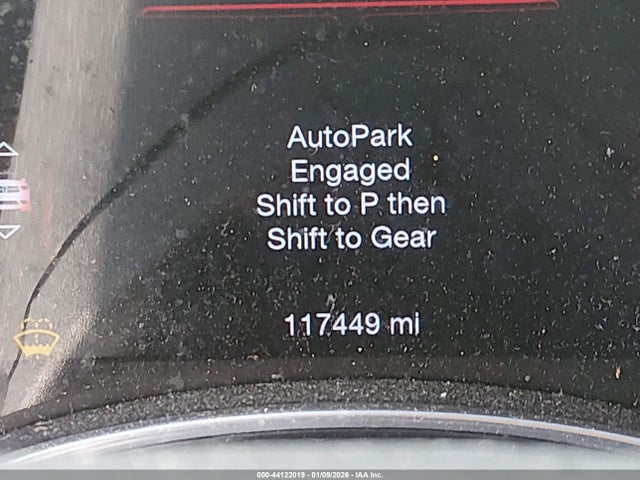 AutoPark
Engaged
Shift to P then
Shift to Gear
117449 mi
000-44122019 - 01/09/2026 - IAA Inc.